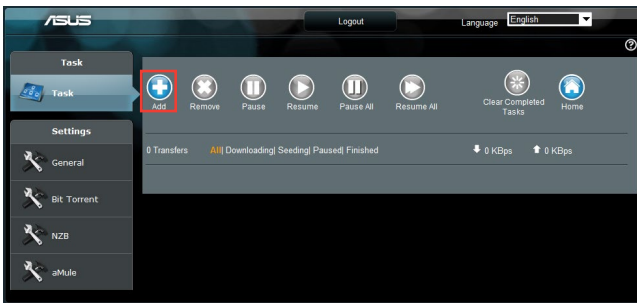 ASUS
Logout
Language English
?
Task
Task
Add Remove Pause Resume Pause All Resume All Clear Completed Tasks Home
0 Transfers All| Downloading| Seeding| Paused| Finished 0 KBps 0 KBps
Settings
General
Bit Torrent
NZB
aMule